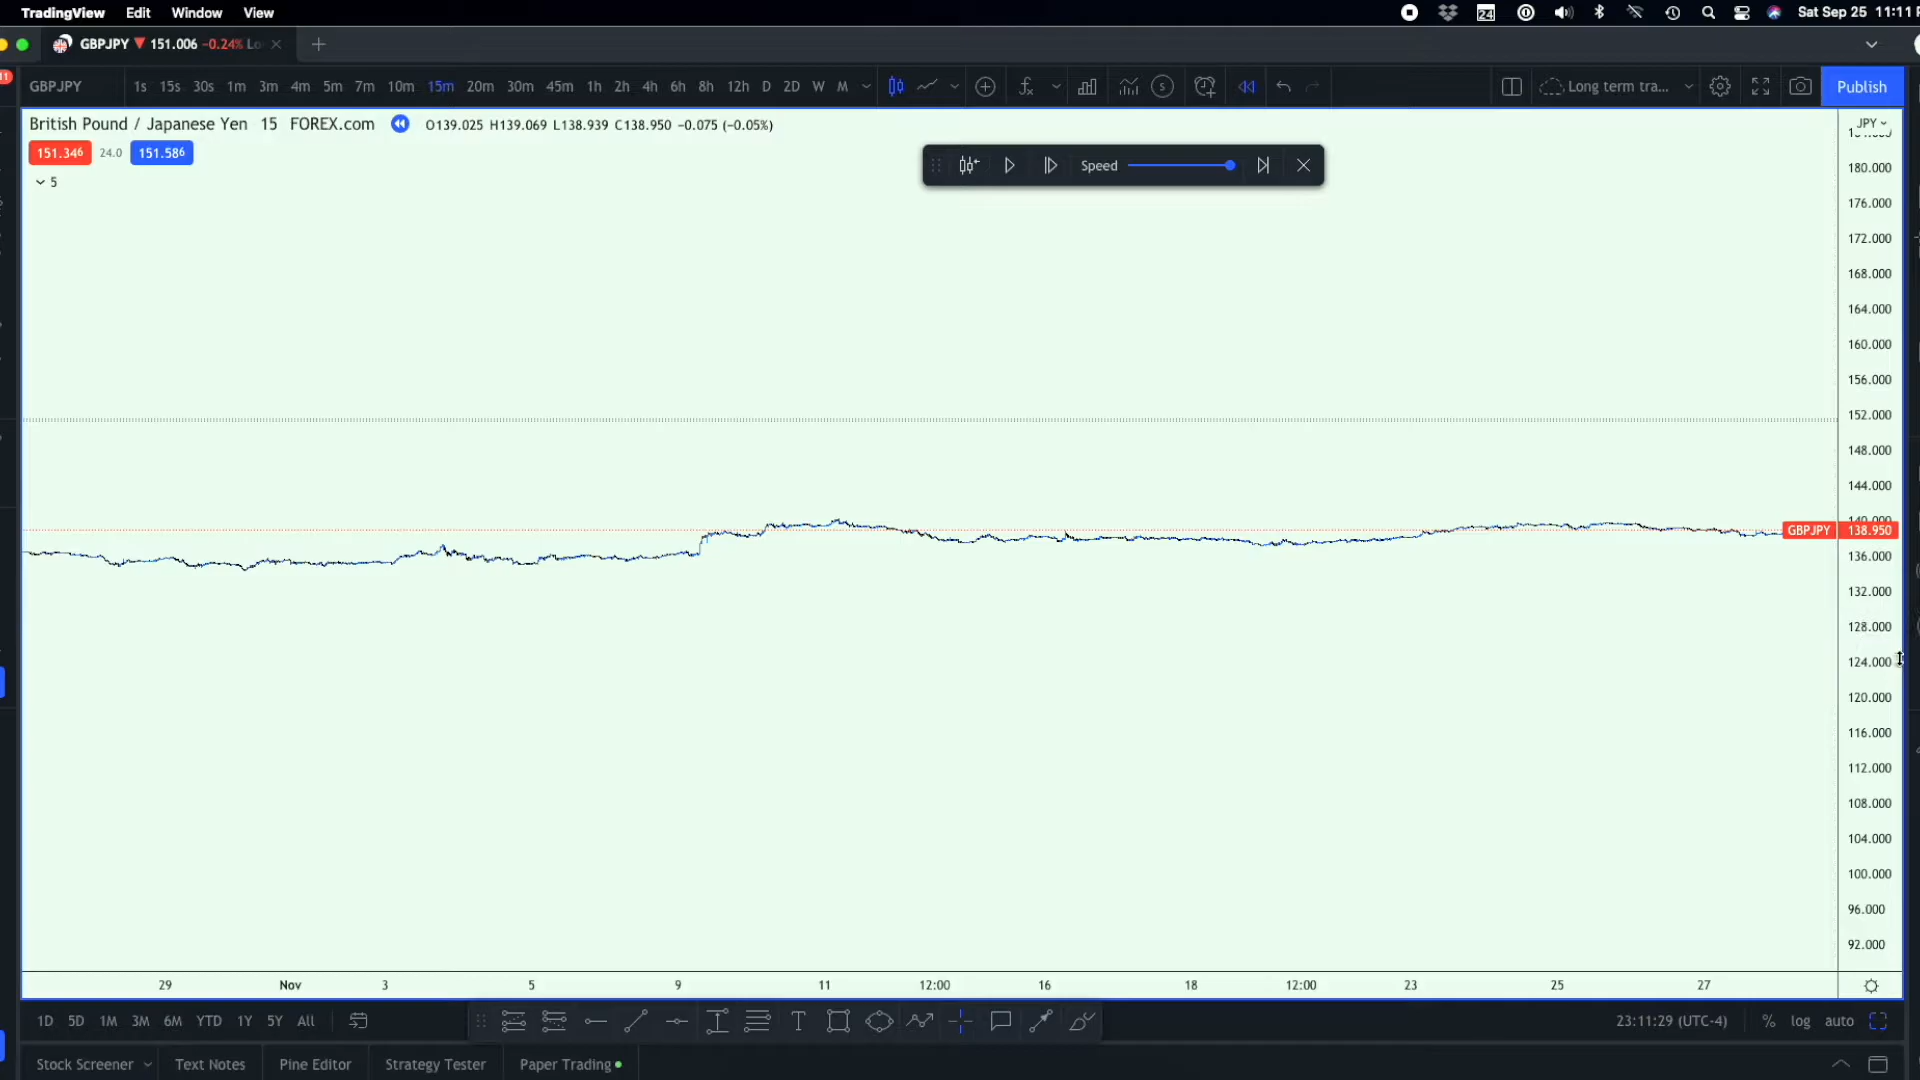 TradingView Edit Window View 24 Sat Sep 25 11:11
GBPJPY ▼ 151.006 -0.24% Lo
11
GBPJPY 1s 15s 30s 1m 3m 4m 5m 7m 10m 15m 20m 30m 45m 1h 2h 4h 6h 8h 12h D 2D W M Long term tra... Publish
British Pound / Japanese Yen 15 FOREX.com O139.025 H139.069 L138.939 C138.950 -0.075 (-0.05%)
JPY
151.346 24.0 151.586
5
Speed
180.000
176.000
172.000
168.000
164.000
160.000
156.000
152.000
148.000
144.000
140.000
GBPJPY 138.950
136.000
132.000
128.000
124.000
120.000
116.000
112.000
108.000
104.000
100.000
96.000
92.000
29 Nov 3 5 9 11 12:00 16 18 12:00 23 25 27
1D 5D 1M 3M 6M YTD 1Y 5Y All 23:11:29 (UTC-4) % log auto
Stock Screener Text Notes Pine Editor Strategy Tester Paper Trading